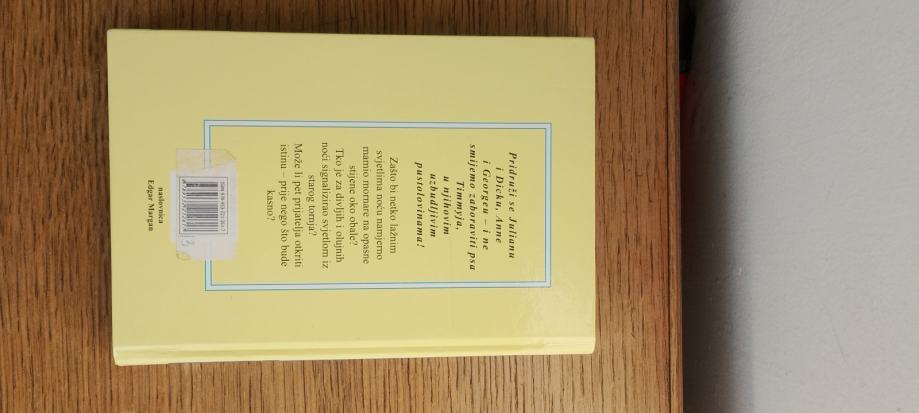 Pridruži se Julianu
i Dicku, Anne
i Georgeu – i ne
smijemo zaboraviti psa
Timmyja,
u njihovim
uzbudljivim
pustolovinama!
Zašto bi netko lažnim
svjetlima noću namjerno
mamio mornare na opasne
stijene oko obale?
Tko je za divljih i olujnih
noći signalizirao svjetlom iz
starog tornja?
Može li pet prijatelja otkriti
istinu – prije nego što bude
kasno?
naslovnica
Edgar Margan